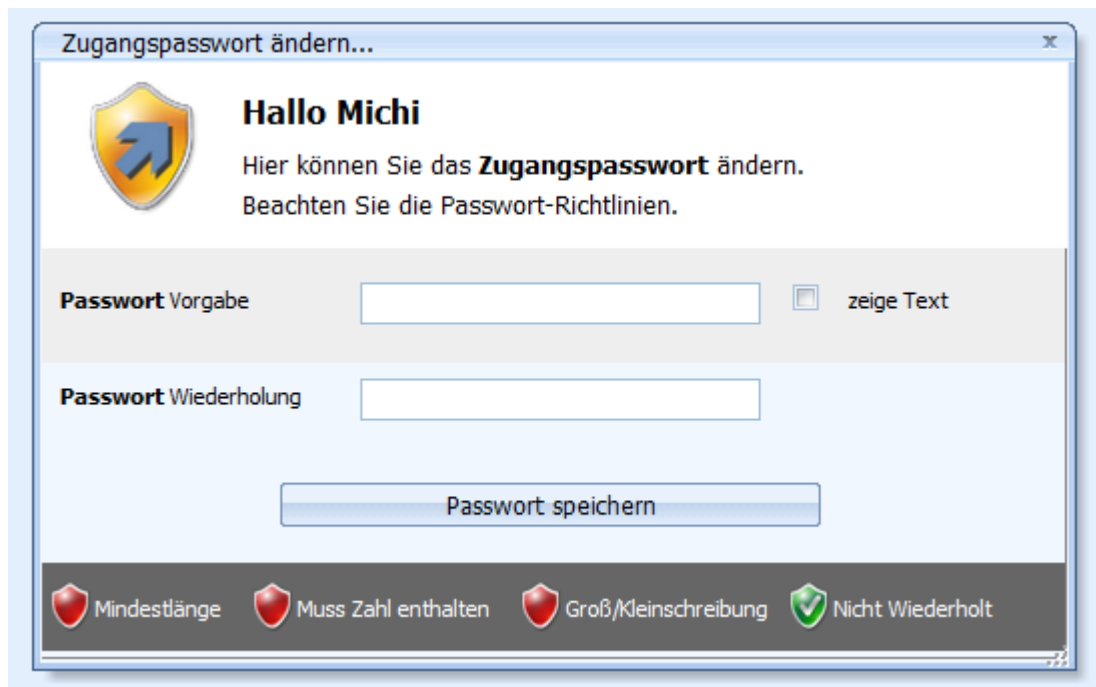 Zugangspasswort ändern...
Hallo Michi
Hier können Sie das Zugangspasswort ändern.
Beachten Sie die Passwort-Richtlinien.
Passwort Vorgabe
zeige Text
Passwort Wiederholung
Passwort speichern
Mindestlänge
Muss Zahl enthalten
Groß/Kleinschreibung
Nicht Wiederholt